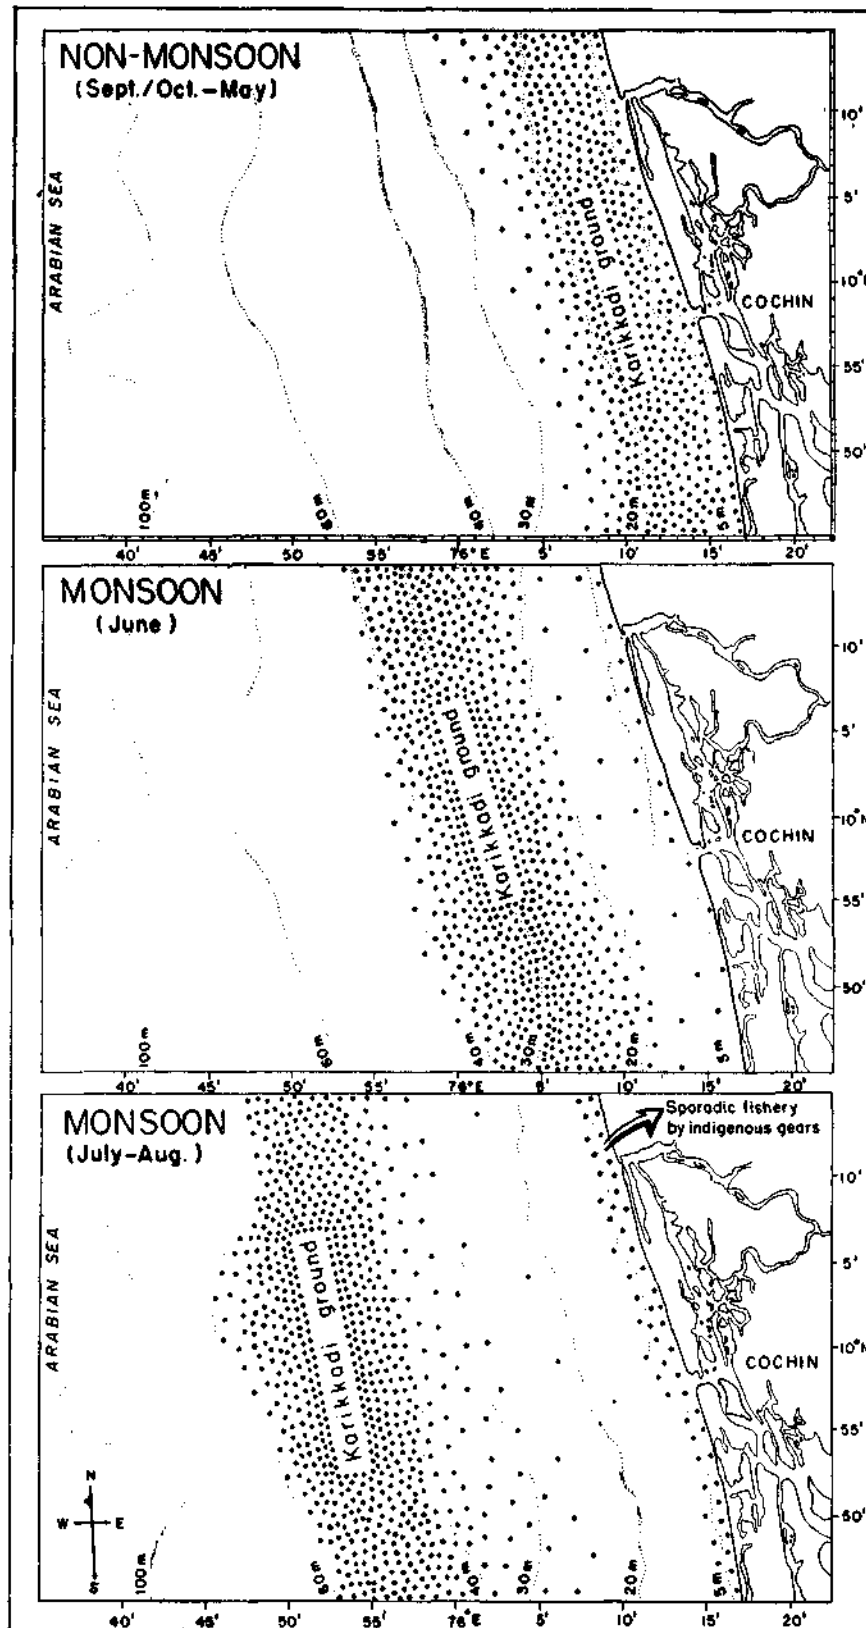 NON-MONSOON
(Sept./Oct.-May)
ARABIAN SEA
Karikkadi ground
COCHIN
10'
5'
55'
50'
100m
60m
40m
30m
20m
5m
40'
45'
50'
55'
76°E
5'
10'
15'
20'
MONSOON
(June)
ARABIAN SEA
Karikkadi ground
COCHIN
10'
5'
10°N
55'
50'
100m
60m
40m
30m
20m
5m
40'
45'
50'
55'
76°E
5'
10'
15'
20'
MONSOON
(July-Aug.)
Sporadic fishery
by indigenous gears
ARABIAN SEA
Karikkadi ground
COCHIN
10'
5'
10°N
55'
50'
N
W E
S
100m
60m
40m
30m
20m
5m
40'
45'
50'
55'
76°E
5'
10'
15'
20'